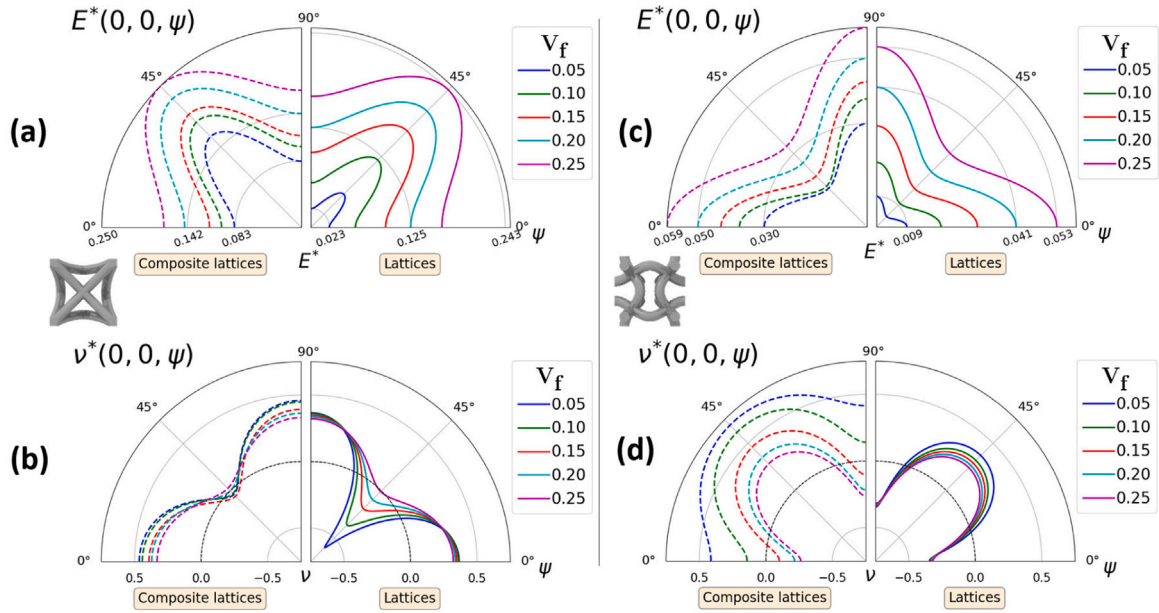 E*(0, 0, ψ)
90°
45°
45°
V_f
0.05
0.10
0.15
0.20
0.25
(a)
0°
0.250
0.142
0.083
E*
0.023
0.125
0.243
0°
ψ
Composite lattices
Lattices
E*(0, 0, ψ)
90°
45°
45°
V_f
0.05
0.10
0.15
0.20
0.25
(c)
0°
0.059
0.050
0.030
E*
0.009
0.041
0.053
0°
ψ
Composite lattices
Lattices
ν*(0, 0, ψ)
90°
45°
45°
V_f
0.05
0.10
0.15
0.20
0.25
(b)
0°
0.5
0.0
−0.5
ν
−0.5
0.0
0.5
0°
ψ
Composite lattices
Lattices
ν*(0, 0, ψ)
90°
45°
45°
V_f
0.05
0.10
0.15
0.20
0.25
(d)
0°
0.5
0.0
−0.5
ν
−0.5
0.0
0.5
0°
ψ
Composite lattices
Lattices